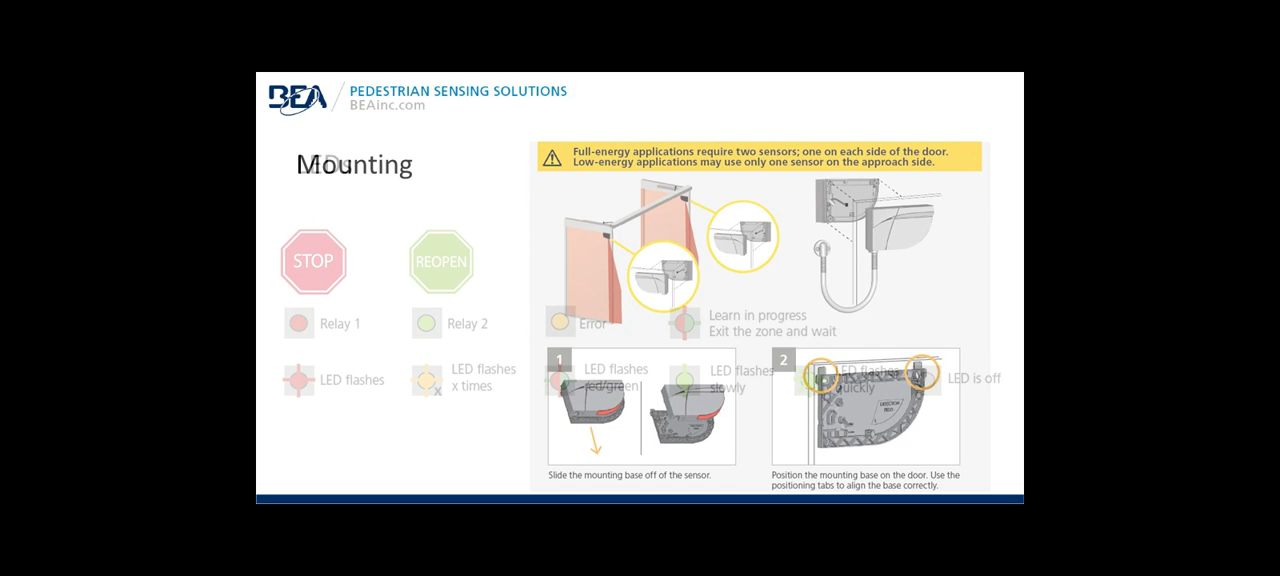 BEA
PEDESTRIAN SENSING SOLUTIONS
BEAinc.com
Mounting
LEDs
Full-energy applications require two sensors; one on each side of the door.
Low-energy applications may use only one sensor on the approach side.
STOP
REOPEN
Relay 1
Relay 2
Error
Learn in progress
Exit the zone and wait
LED flashes
LED flashes
x times
x
1
LED flashes
red/green
LED flashes
slowly
2
LED flashes
quickly
LED is off
DETECTION
FIELD
Slide the mounting base off of the sensor.
Position the mounting base on the door. Use the
positioning tabs to align the base correctly.